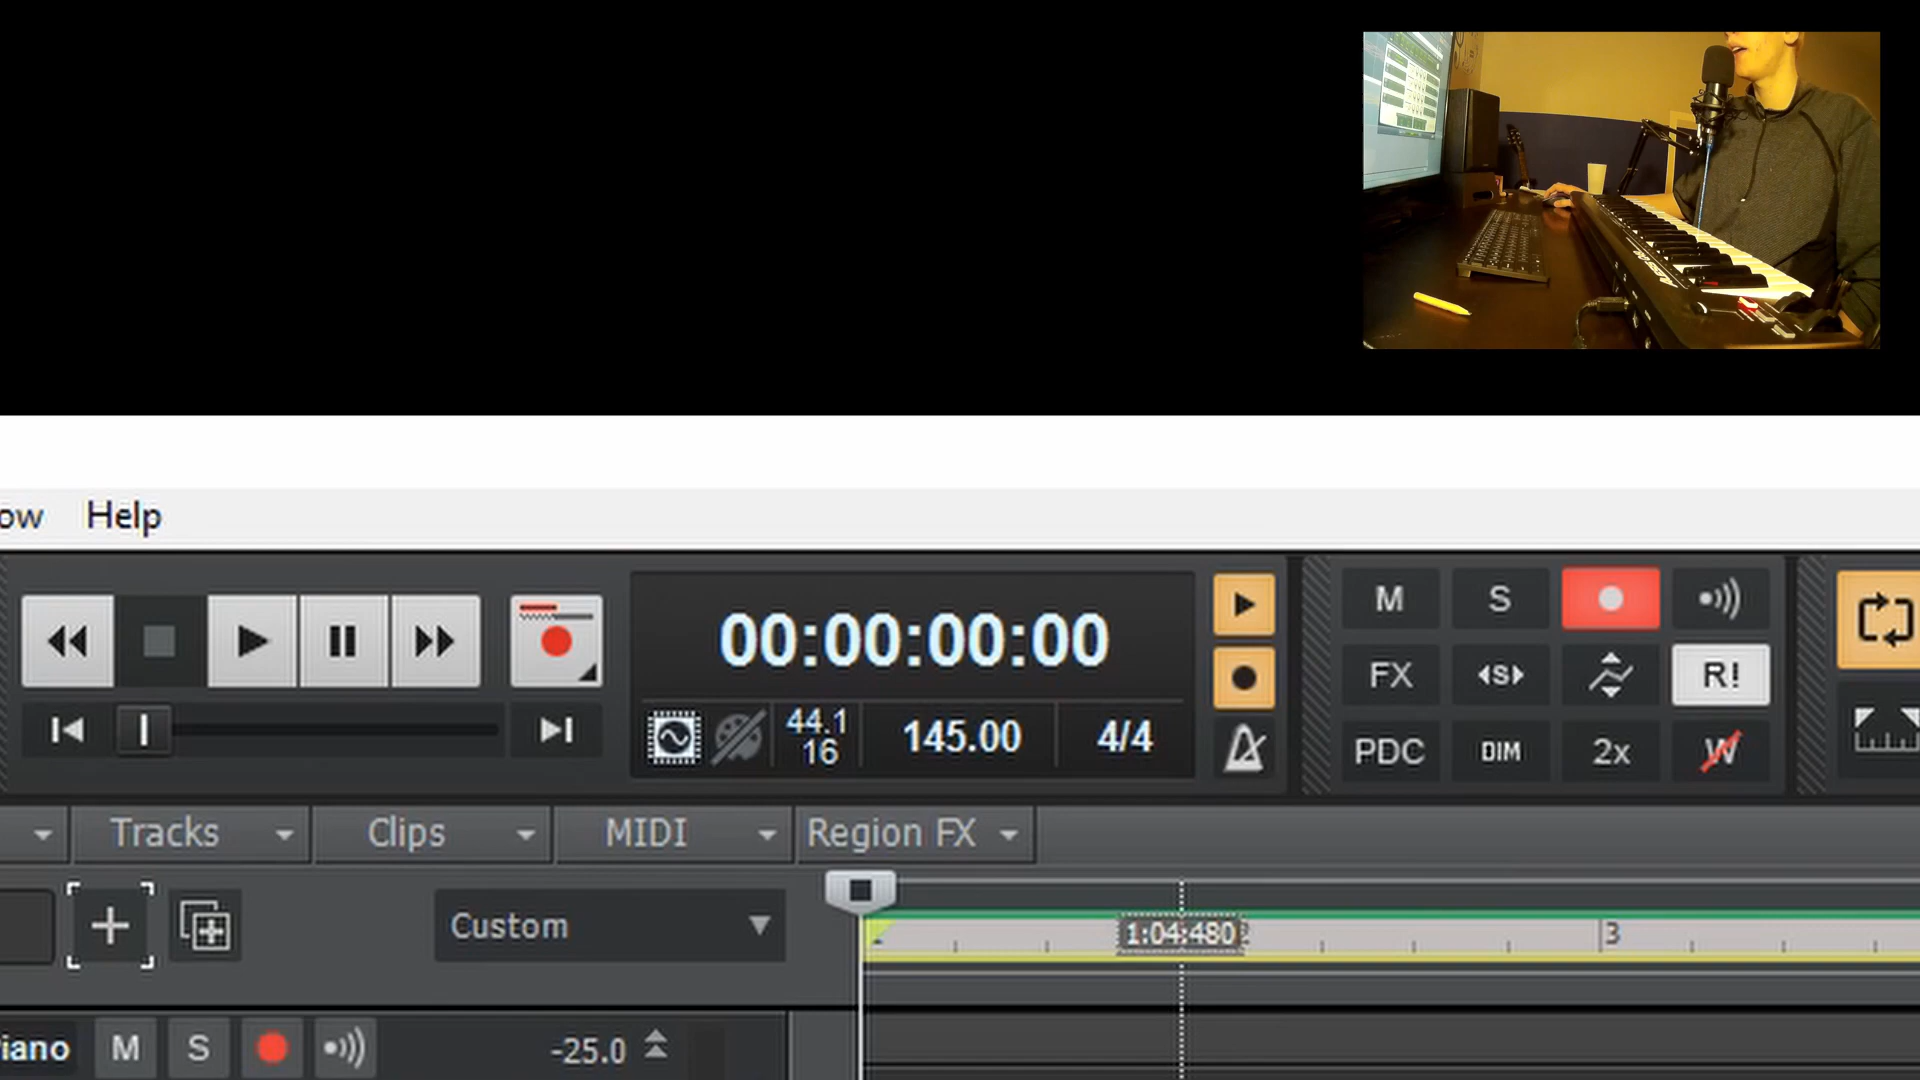 ow Help
00:00:00:00
44.1
16
145.00
4/4
M S
FX S R!
PDC DIM 2x W
Tracks Clips MIDI Region FX
Custom
1:04:480
3
iano M S
-25.0